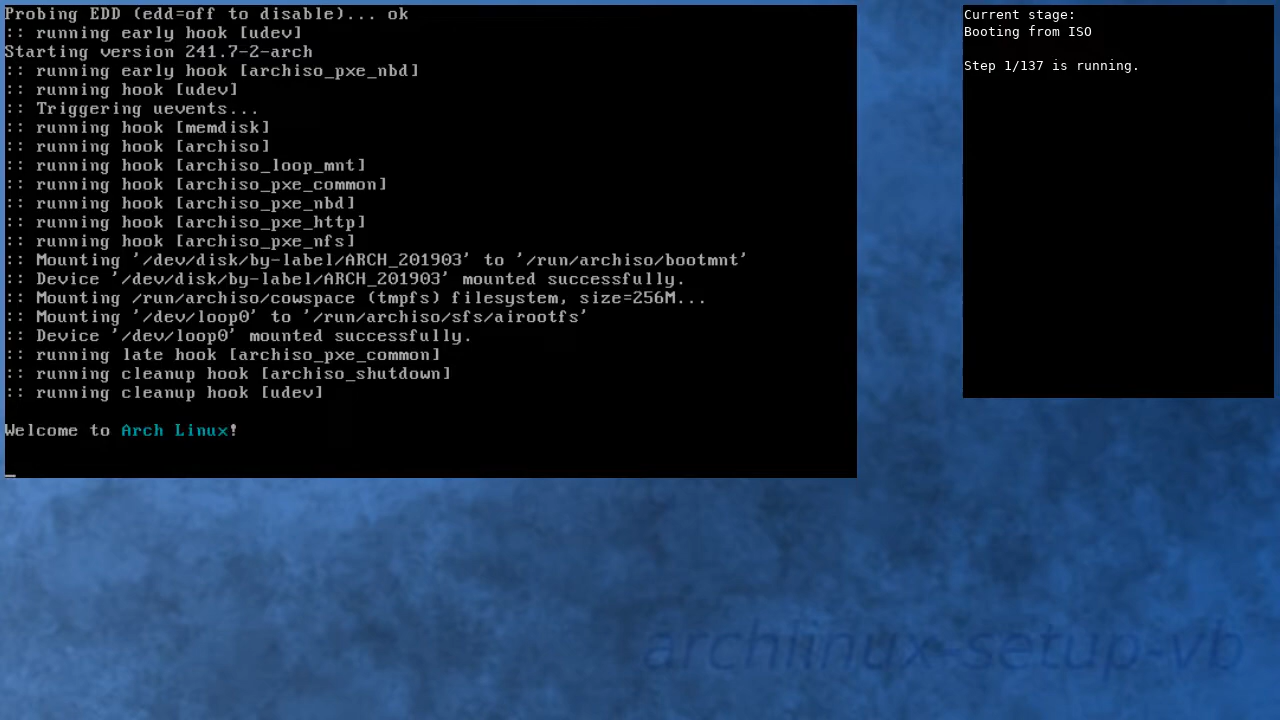 Probing EDD (edd=off to disable)... ok
:: running early hook [udev]
Starting version 241.7-2-arch
:: running early hook [archiso_pxe_nbd]
:: running hook [udev]
:: Triggering uevents...
:: running hook [memdisk]
:: running hook [archiso]
:: running hook [archiso_loop_mnt]
:: running hook [archiso_pxe_common]
:: running hook [archiso_pxe_nbd]
:: running hook [archiso_pxe_http]
:: running hook [archiso_pxe_nfs]
:: Mounting '/dev/disk/by-label/ARCH_201903' to '/run/archiso/bootmnt'
:: Device '/dev/disk/by-label/ARCH_201903' mounted successfully.
:: Mounting /run/archiso/cowspace (tmpfs) filesystem, size=256M...
:: Mounting '/dev/loop0' to '/run/archiso/sfs/airootfs'
:: Device '/dev/loop0' mounted successfully.
:: running late hook [archiso_pxe_common]
:: running cleanup hook [archiso_shutdown]
:: running cleanup hook [udev]
Welcome to Arch Linux!
_
Current stage:
Booting from ISO
Step 1/137 is running.
archlinux-setup-vb